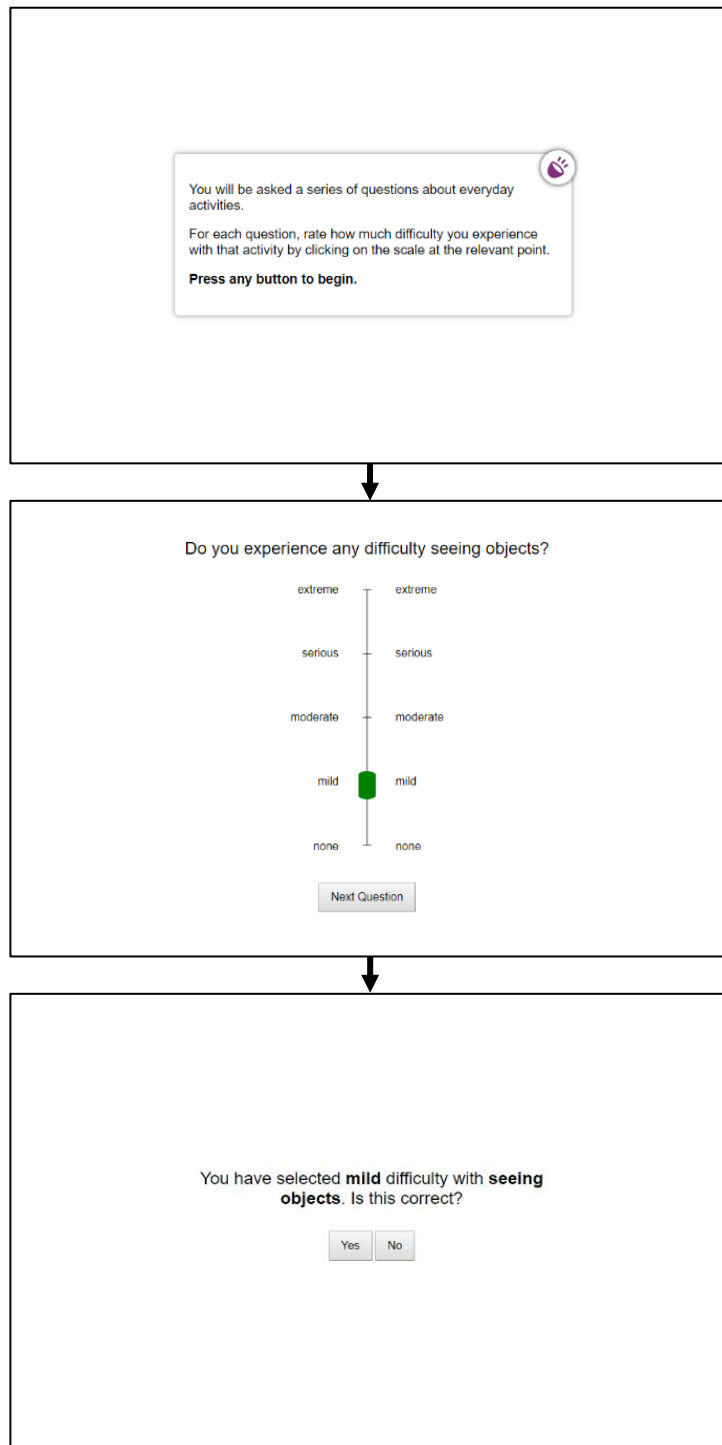 You will be asked a series of questions about everyday
activities.
For each question, rate how much difficulty you experience
with that activity by clicking on the scale at the relevant point.
Press any button to begin.
Do you experience any difficulty seeing objects?
extreme extreme
serious serious
moderate moderate
mild mild
none none
Next Question
You have selected mild difficulty with seeing
objects. Is this correct?
Yes No